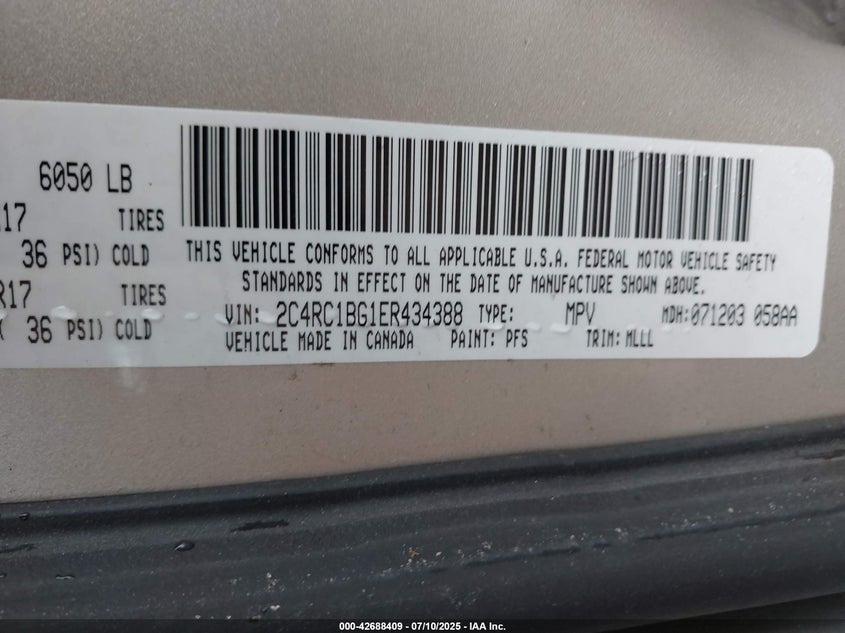 6050 LB
17 TIRES
36 PSI) COLD
R17 TIRES
( 36 PSI) COLD
THIS VEHICLE CONFORMS TO ALL APPLICABLE U.S.A. FEDERAL MOTOR VEHICLE SAFETY
STANDARDS IN EFFECT ON THE DATE OF MANUFACTURE SHOWN ABOVE.
VIN: 2C4RC1BG1ER434388 TYPE: MPV MDH:071203 058AA
VEHICLE MADE IN CANADA PAINT: PFS TRIM: MLLL
000-42688409 - 07/10/2025 - IAA Inc.